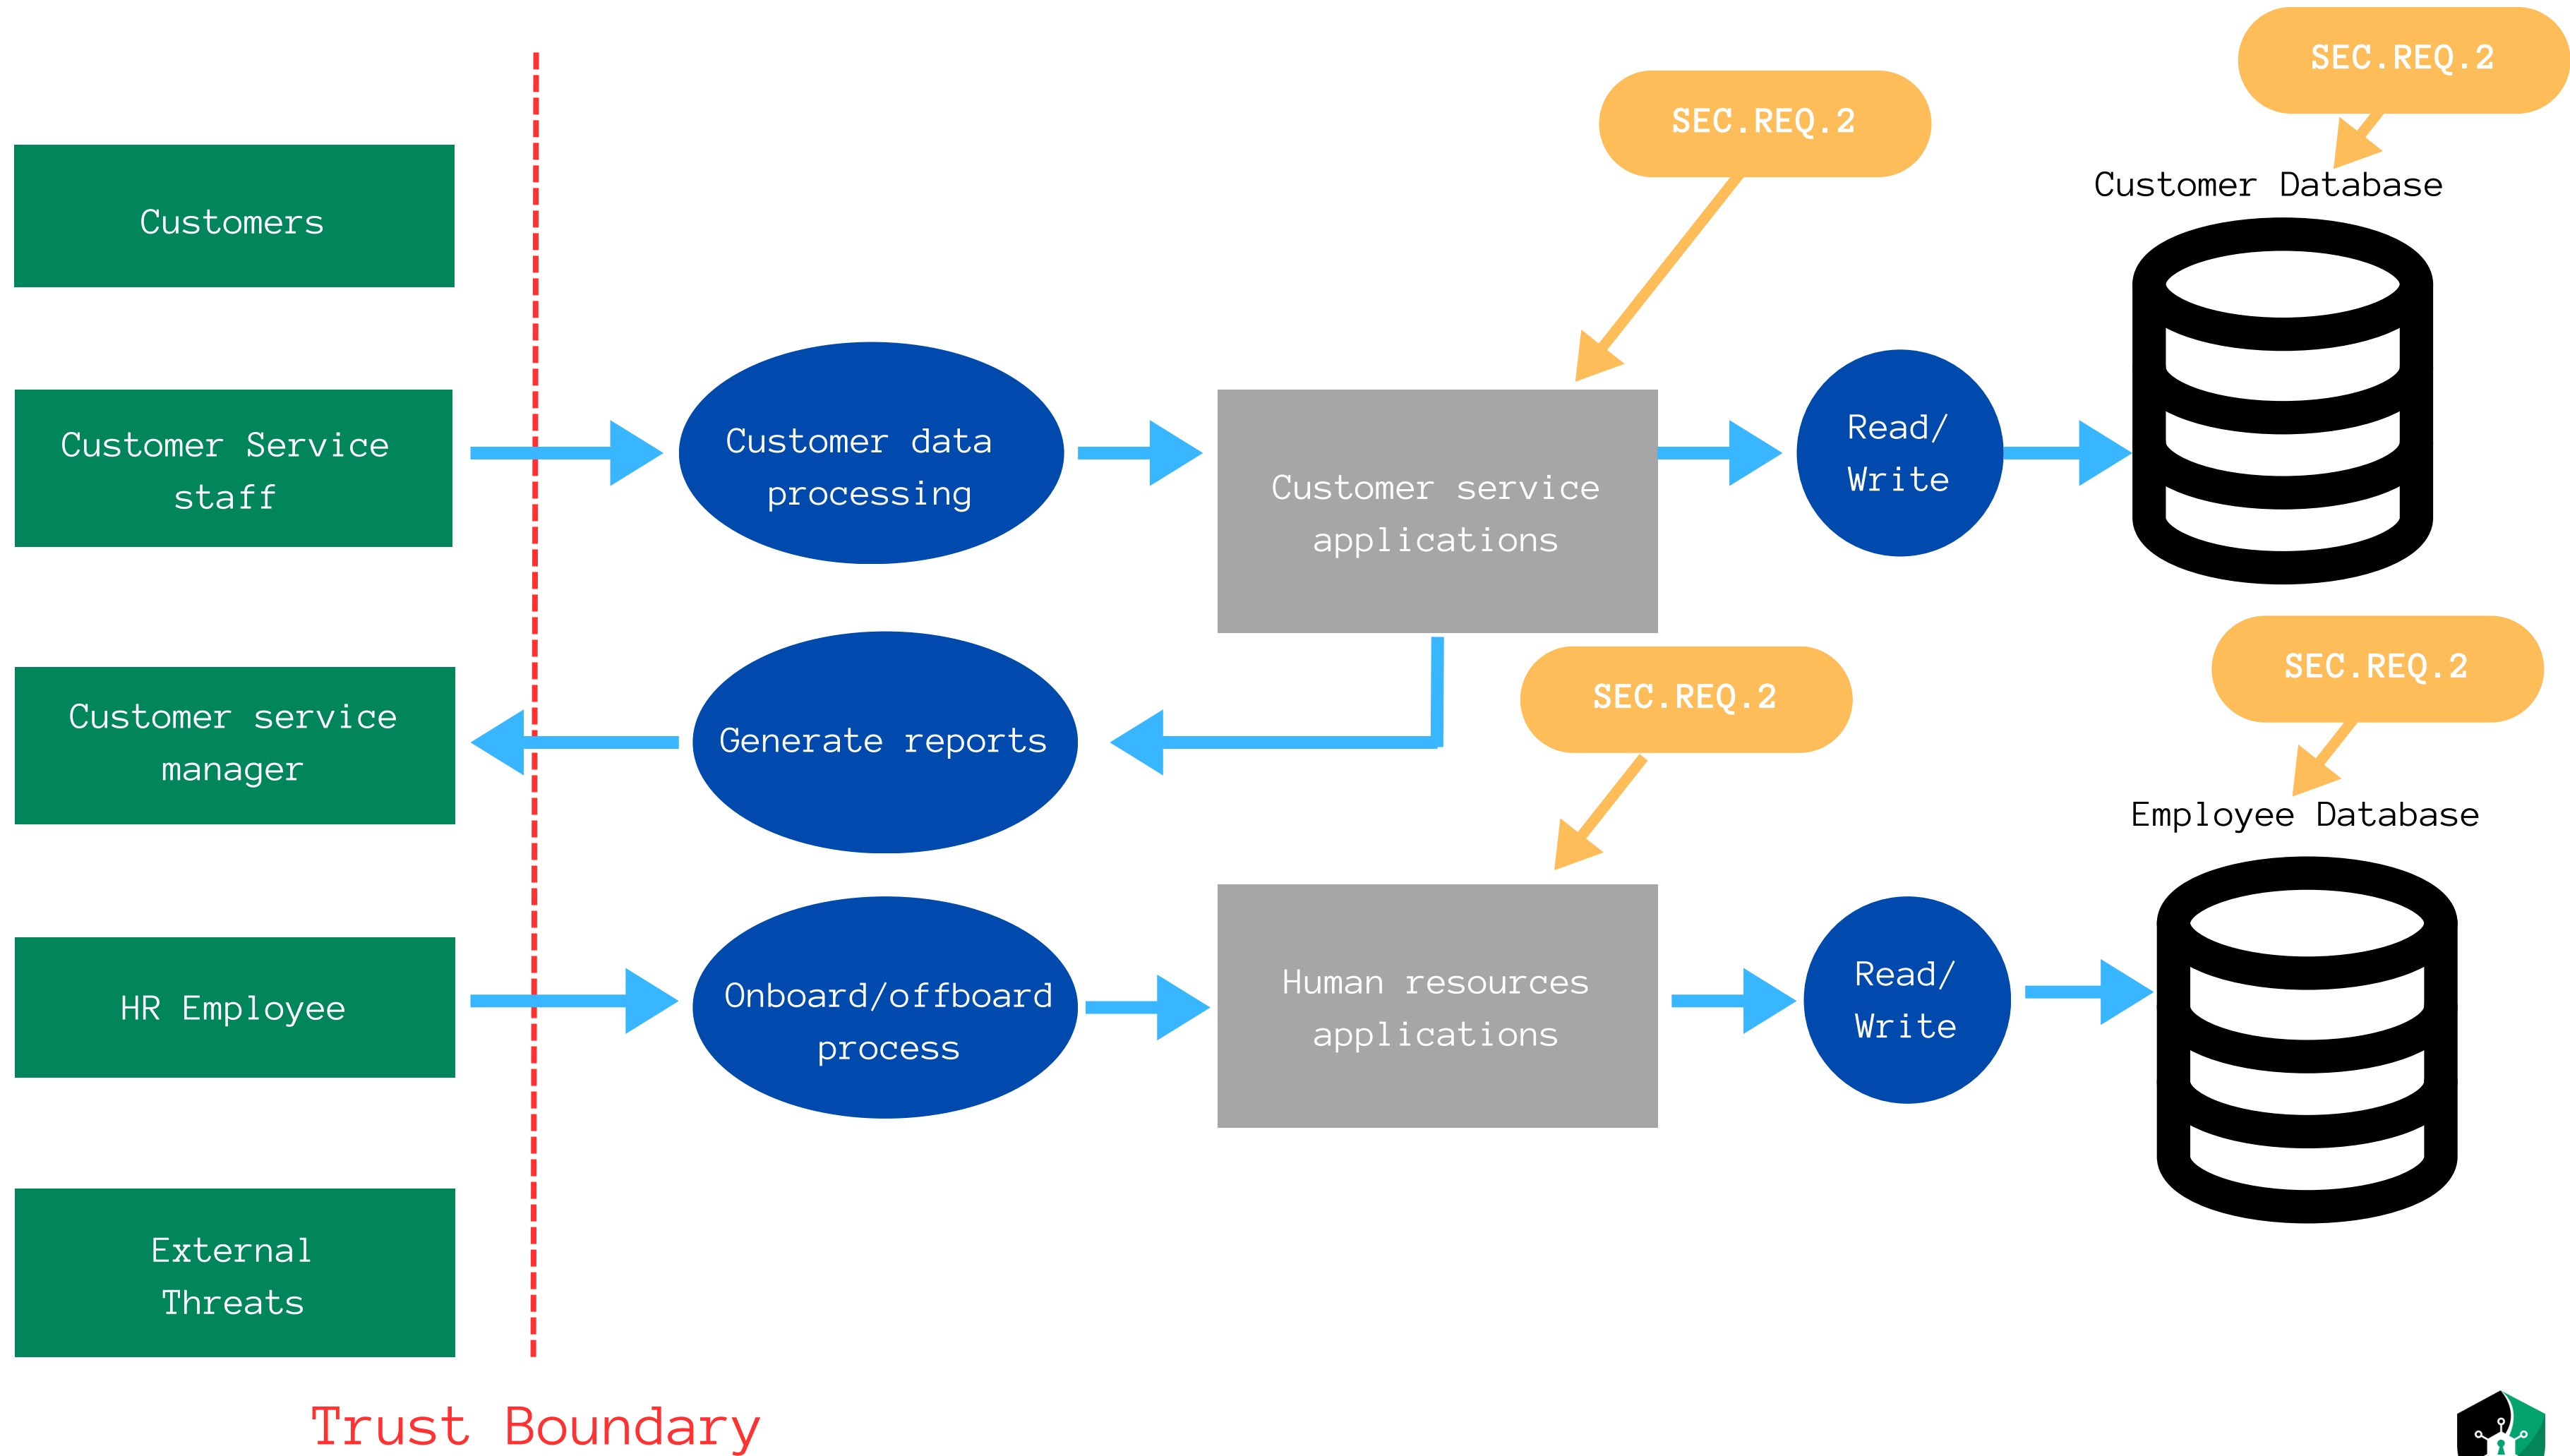 SEC.REQ.2
SEC.REQ.2
Customer Database
Customers
Customer Service
staff
Customer data
processing
Customer service
applications
Read/
Write
SEC.REQ.2
SEC.REQ.2
Customer service
manager
Generate reports
Employee Database
HR Employee
Onboard/offboard
process
Human resources
applications
Read/
Write
External
Threats
Trust Boundary